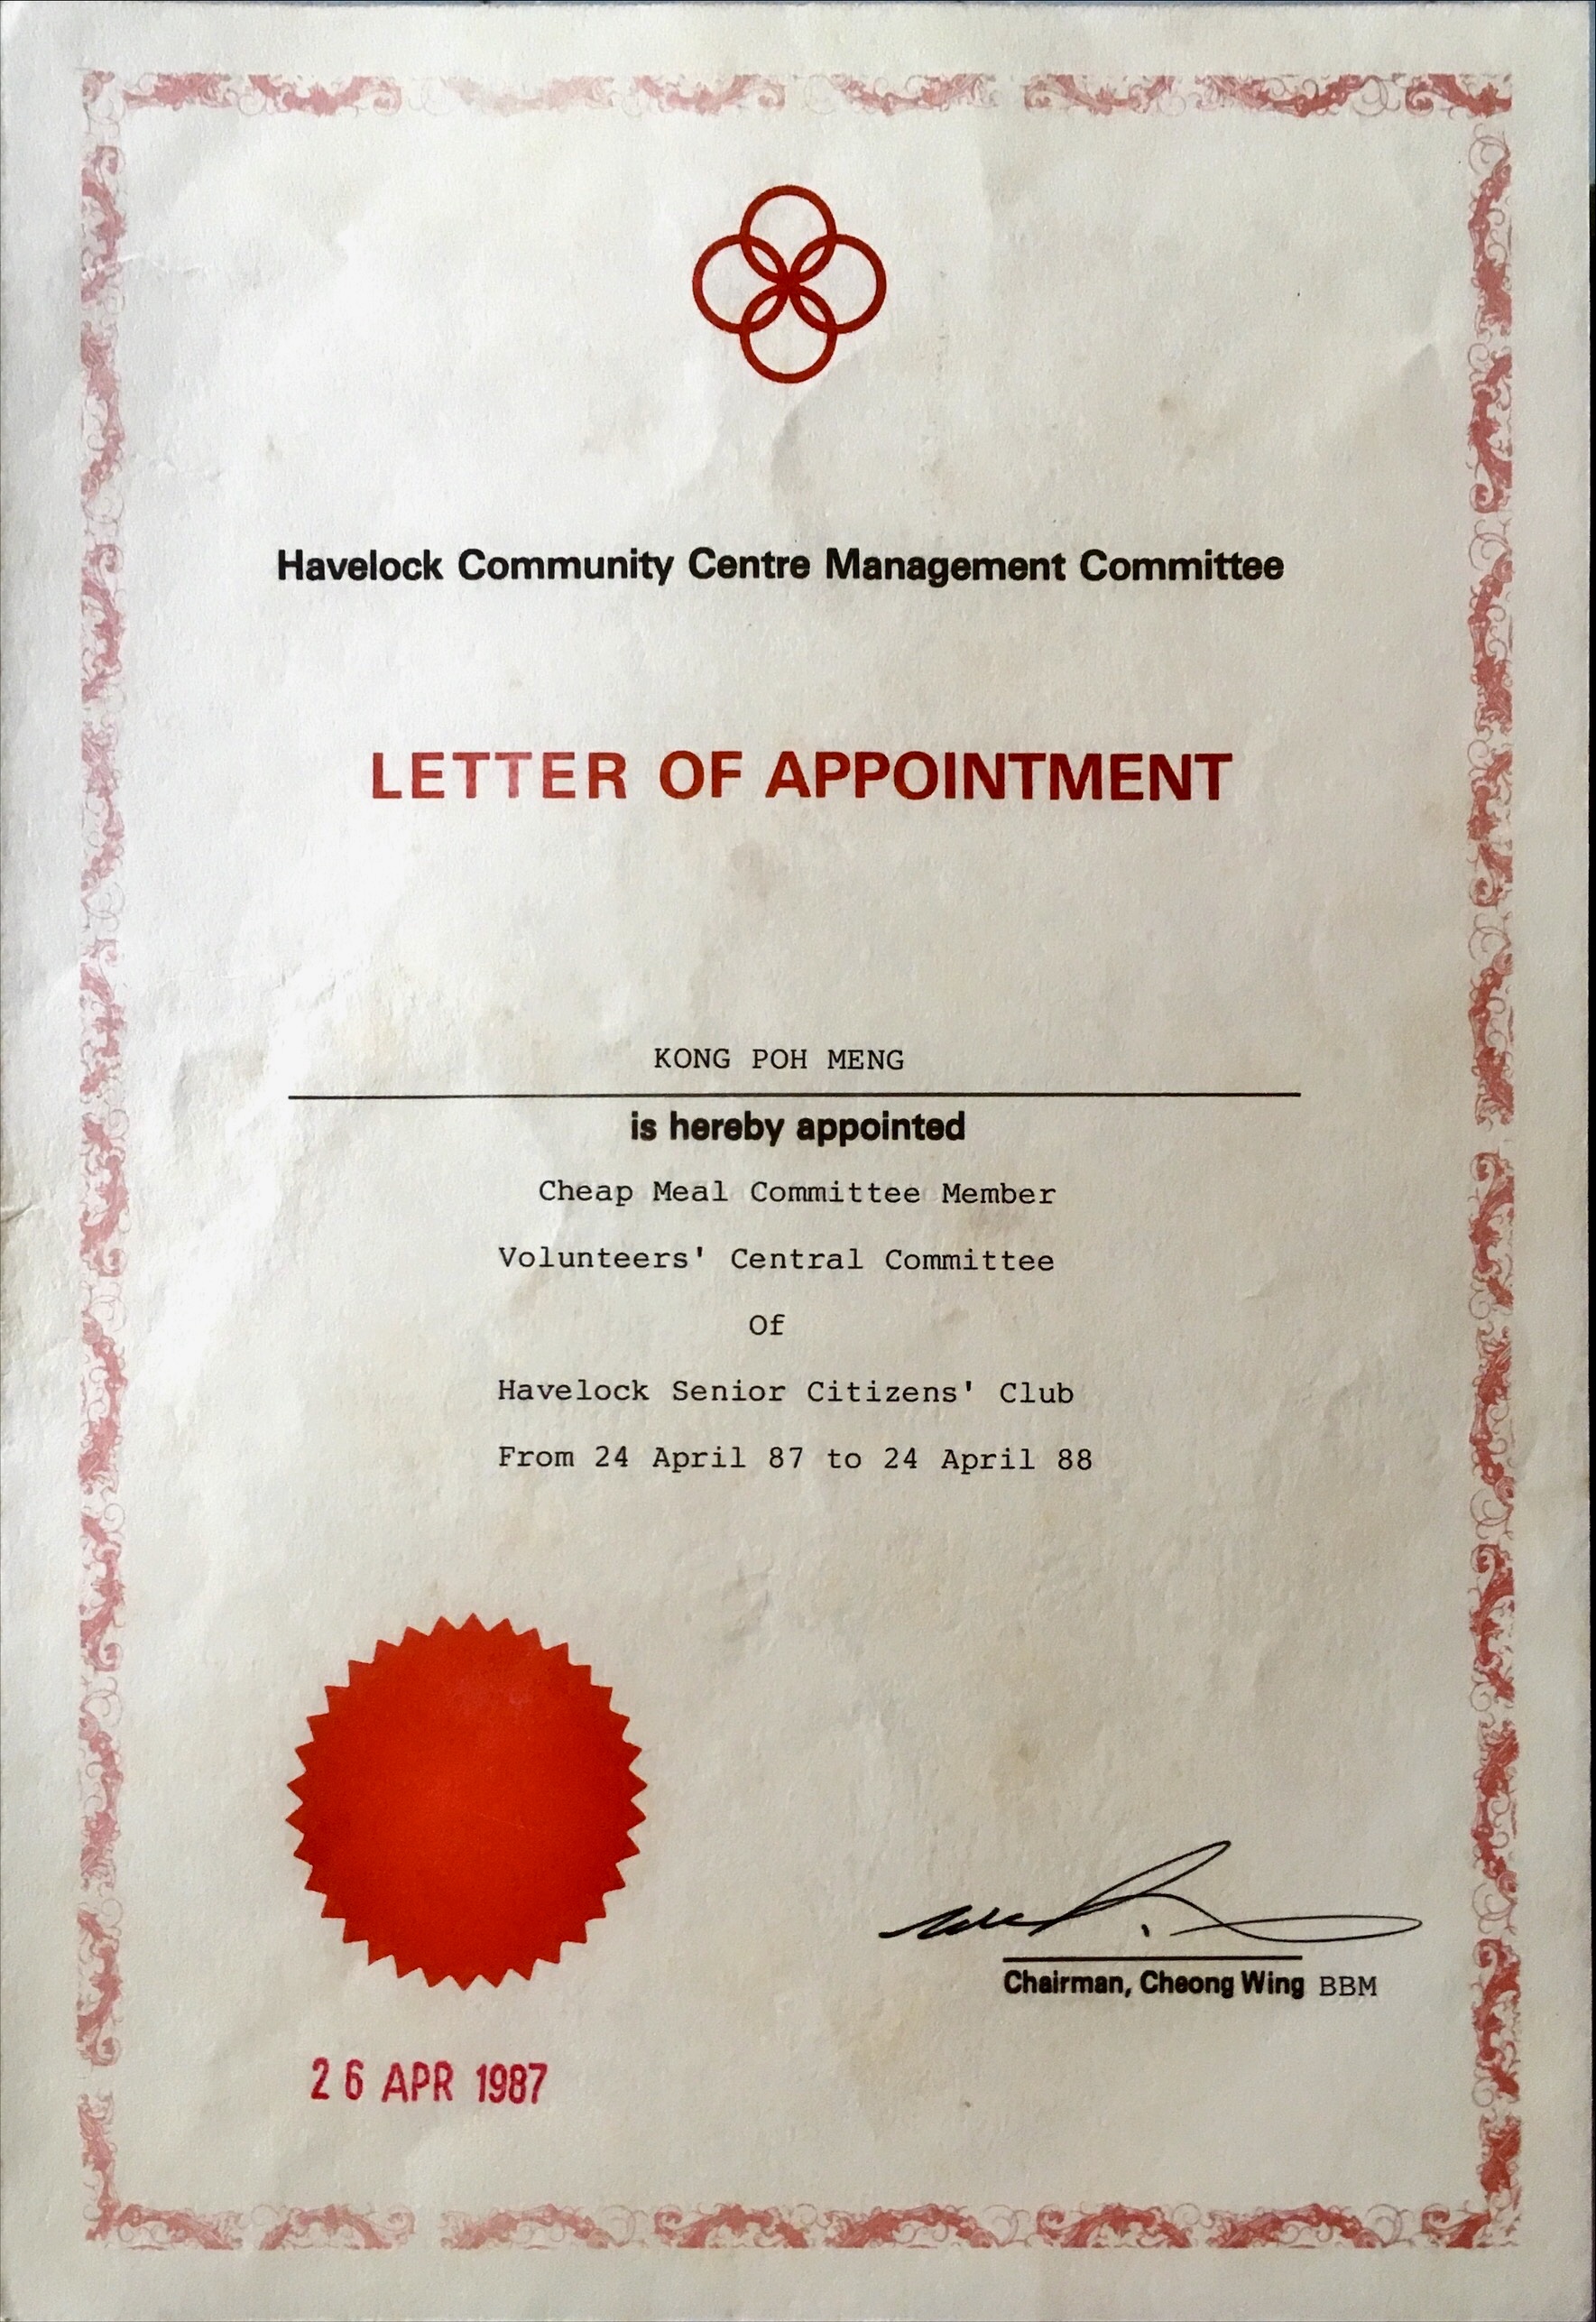 Havelock Community Centre Management Committee
LETTER OF APPOINTMENT
KONG POH MENG
is hereby appointed
Cheap Meal Committee Member
Volunteers' Central Committee
Of
Havelock Senior Citizens' Club
From 24 April 87 to 24 April 88
Chairman, Cheong Wing BBM
26 APR 1987